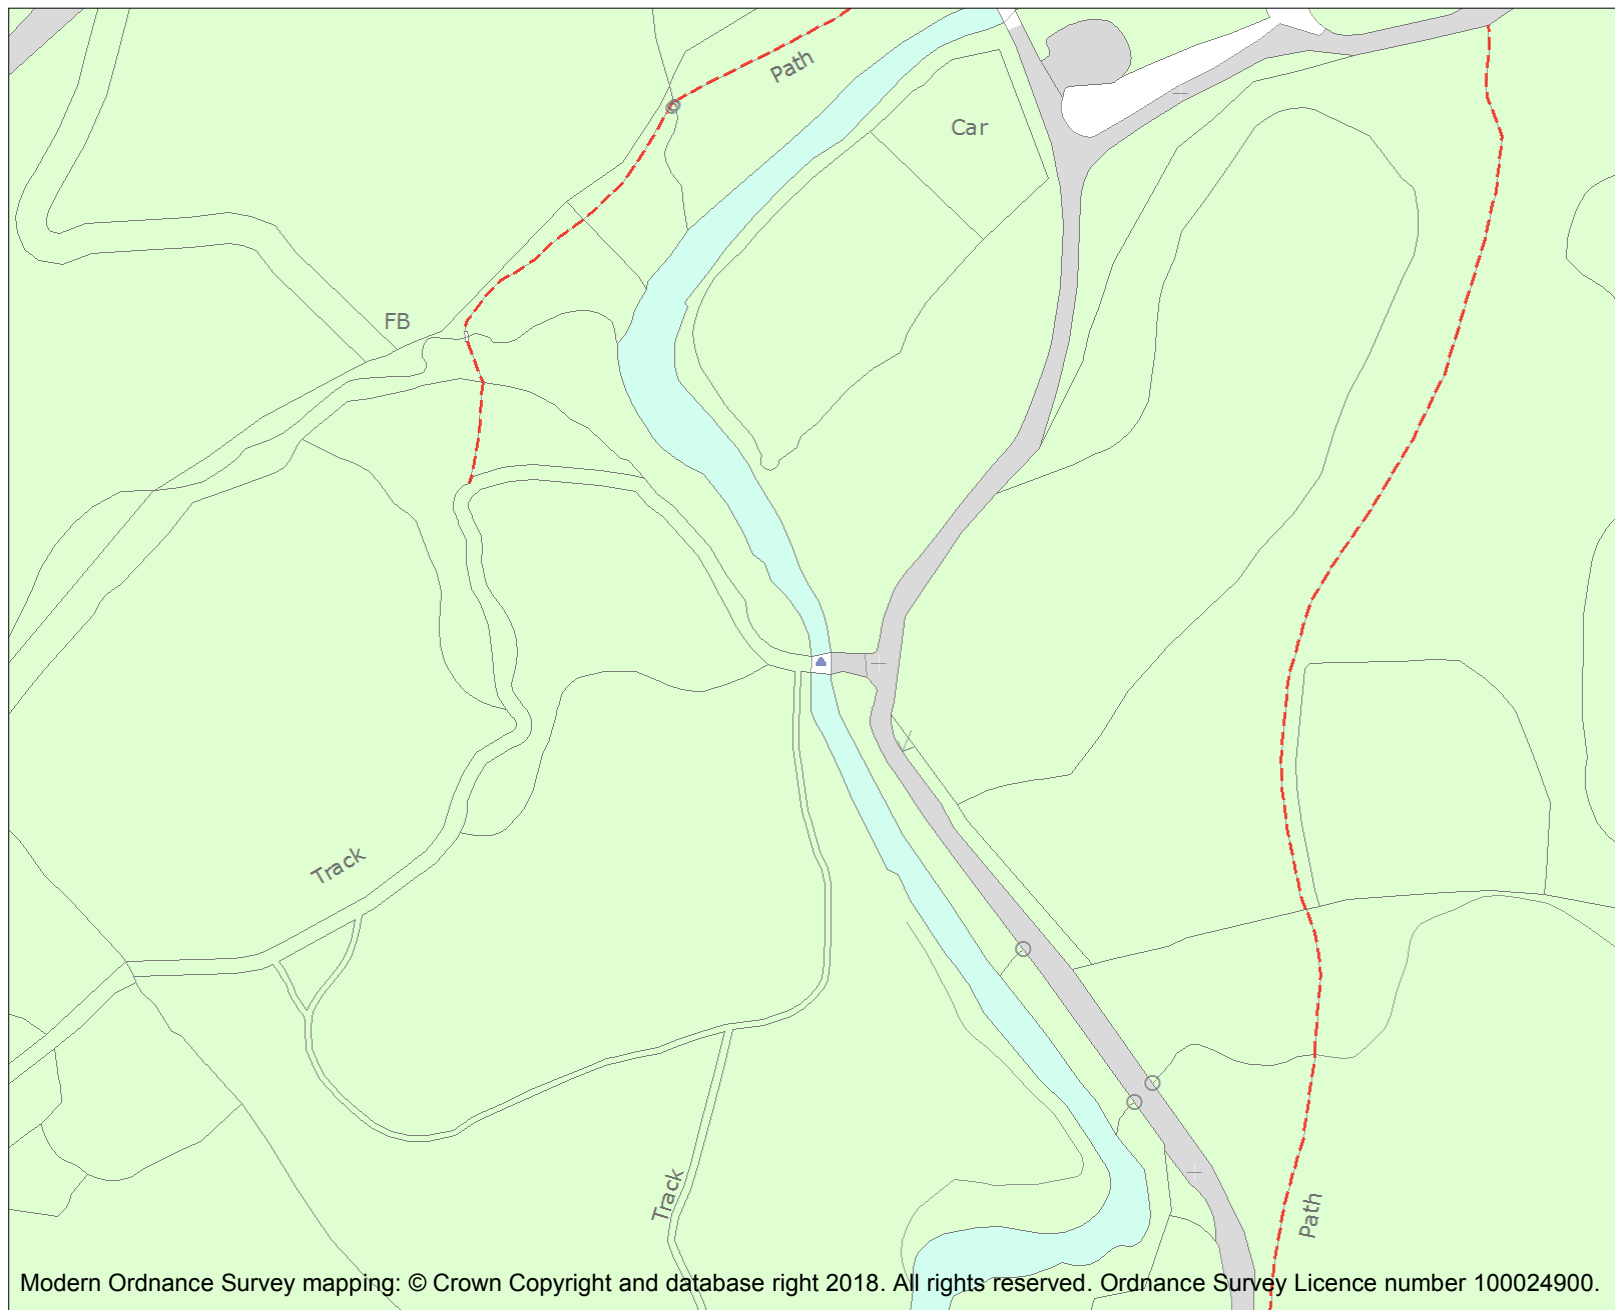 Path
Car
FB
Track
Track
Path
Modern Ordnance Survey mapping: © Crown Copyright and database right 2018. All rights reserved. Ordnance Survey Licence number 100024900.